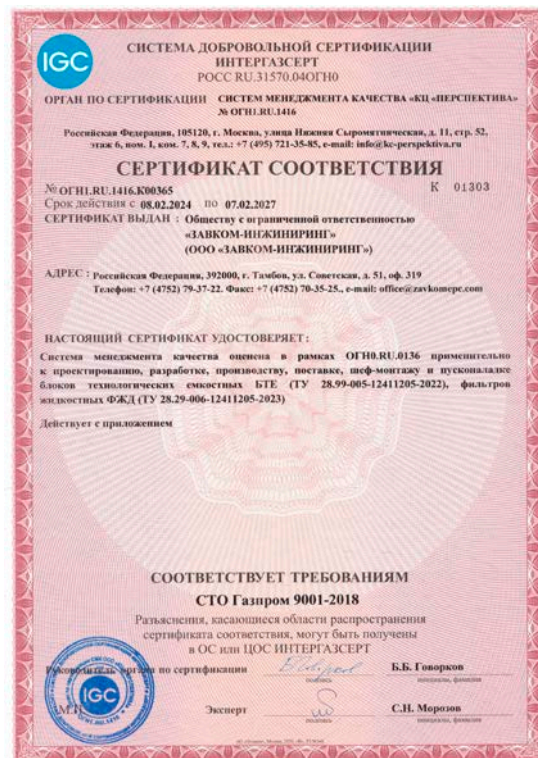 IGC
СИСТЕМА ДОБРОВОЛЬНОЙ СЕРТИФИКАЦИИ
ИНТЕРГАЗСЕРТ
РОСС RU.31570.04ОГН0
ОРГАН ПО СЕРТИФИКАЦИИ СИСТЕМ МЕНЕДЖМЕНТА КАЧЕСТВА «КЦ «ПЕРСПЕКТИВА»
№ ОГН1.RU.1416
Российская Федерация, 105120, г. Москва, улица Нижняя Сыромятническая, д. 11, стр. 52,
этаж 6, пом. I, ком. 7, 8, 9, тел.: +7 (495) 721-35-85, e-mail: info@kc-perspektiva.ru
СЕРТИФИКАТ СООТВЕТСТВИЯ
№ ОГН1.RU.1416.К00365 К 01303
Срок действия с 08.02.2024 по 07.02.2027
СЕРТИФИКАТ ВЫДАН : Обществу с ограниченной ответственностью
«ЗАВКОМ-ИНЖИНИРИНГ»
(ООО «ЗАВКОМ-ИНЖИНИРИНГ»)
АДРЕС : Российская Федерация, 392000, г. Тамбов, ул. Советская, д. 51, оф. 319
Телефон: +7 (4752) 79-37-22. Факс: +7 (4752) 70-35-25., e-mail: office@zavkomepc.com
НАСТОЯЩИЙ СЕРТИФИКАТ УДОСТОВЕРЯЕТ :
Система менеджмента качества оценена в рамках ОГН0.RU.0136 применительно
к проектированию, разработке, производству, поставке, шеф-монтажу и пусконаладке
блоков технологических емкостных БТЕ (ТУ 28.99-005-12411205-2022), фильтров
жидкостных ФЖД (ТУ 28.29-006-12411205-2023)
Действует с приложением
СООТВЕТСТВУЕТ ТРЕБОВАНИЯМ
СТО Газпром 9001-2018
Разъяснения, касающиеся области распространения
сертификата соответствия, могут быть получены
в ОС или ЦОС ИНТЕРГАЗСЕРТ
Руководитель органа по сертификации Б.Б. Говорков
подпись инициалы, фамилия
М.П. IGC
Эксперт С.Н. Морозов
подпись инициалы, фамилия